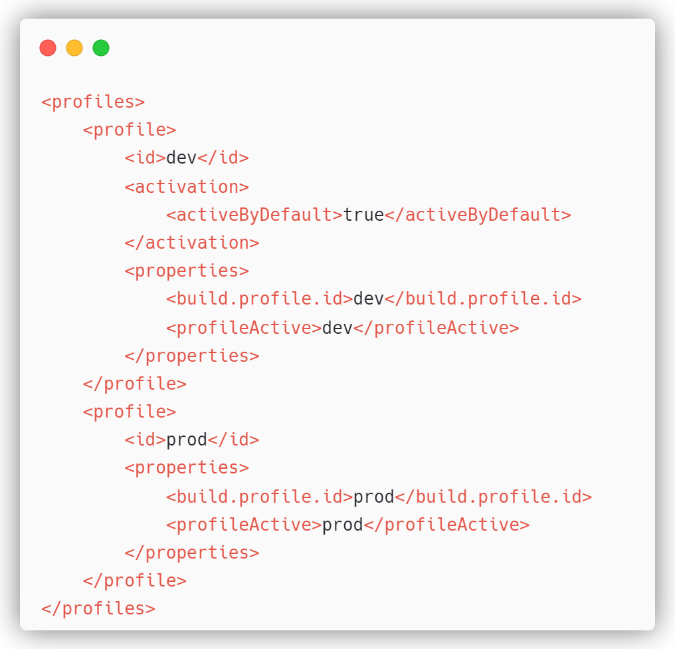 <profiles>
    <profile>
        <id>dev</id>
        <activation>
            <activeByDefault>true</activeByDefault>
        </activation>
        <properties>
            <build.profile.id>dev</build.profile.id>
            <profileActive>dev</profileActive>
        </properties>
    </profile>
    <profile>
        <id>prod</id>
        <properties>
            <build.profile.id>prod</build.profile.id>
            <profileActive>prod</profileActive>
        </properties>
    </profile>
</profiles>